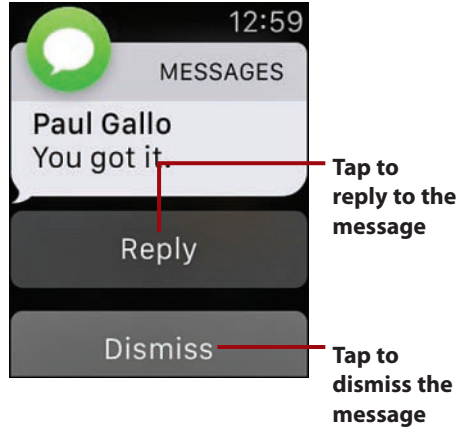 12:59
MESSAGES
Paul Gallo
You got it.
Reply
Dismiss
Tap to
reply to the
message
Tap to
dismiss the
message